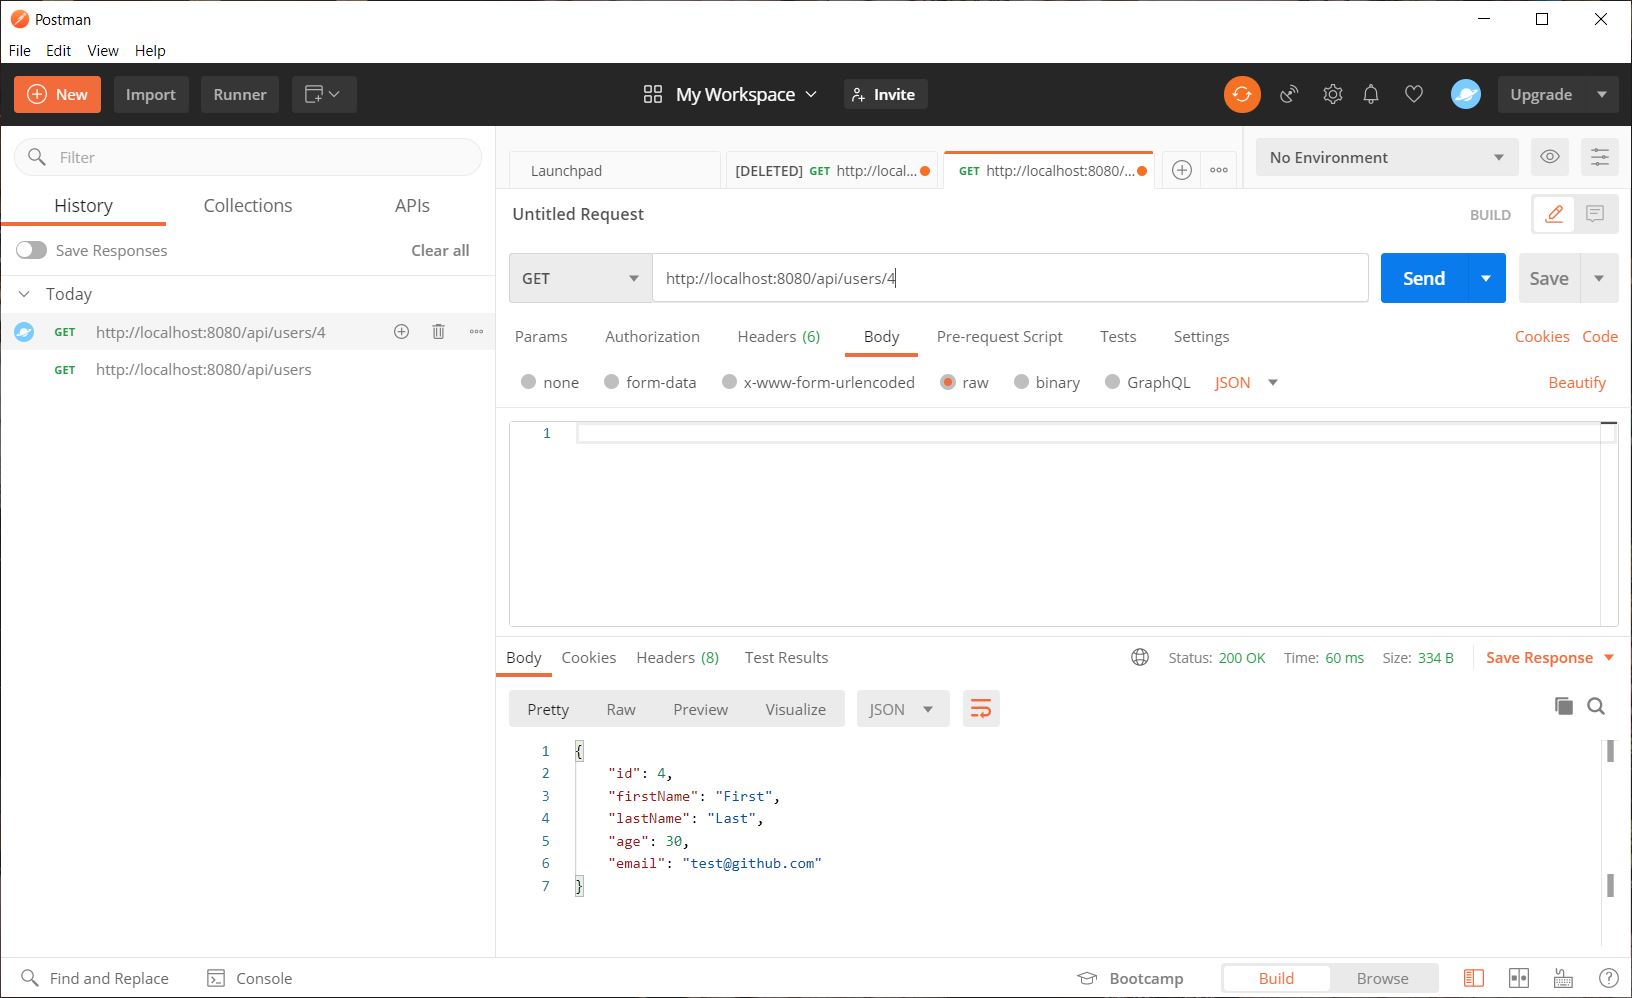 Postman
File Edit View Help
New Import Runner My Workspace Invite Upgrade
Filter
History Collections APIs
Save Responses Clear all
Today
GET http://localhost:8080/api/users/4
GET http://localhost:8080/api/users
Launchpad [DELETED] GET http://local... GET http://localhost:8080/... No Environment
Untitled Request BUILD
GET http://localhost:8080/api/users/4 Send Save
Params Authorization Headers (6) Body Pre-request Script Tests Settings Cookies Code
none form-data x-www-form-urlencoded raw binary GraphQL JSON Beautify
1
Body Cookies Headers (8) Test Results Status: 200 OK Time: 60 ms Size: 334 B Save Response
Pretty Raw Preview Visualize JSON
1 {
2 "id": 4,
3 "firstName": "First",
4 "lastName": "Last",
5 "age": 30,
6 "email": "test@github.com"
7 }
Find and Replace Console Bootcamp Build Browse